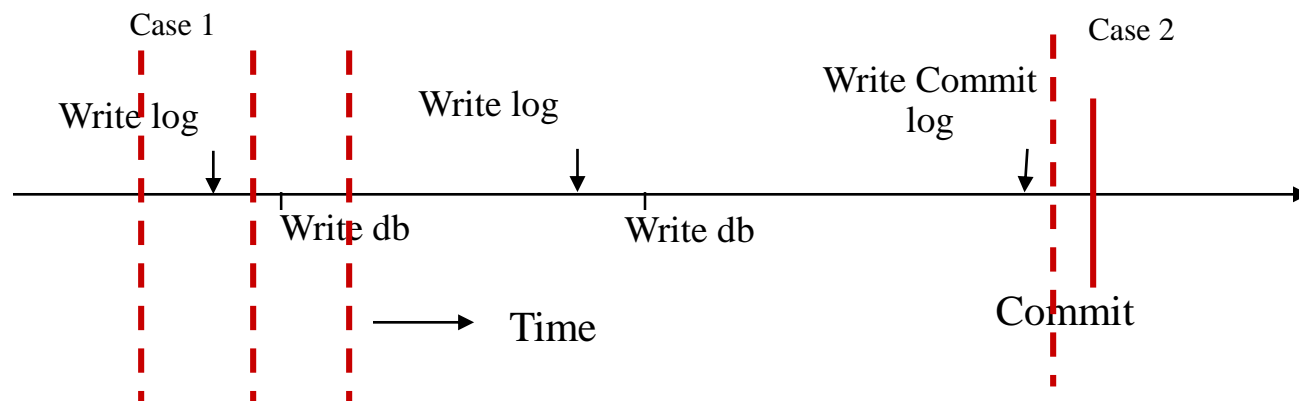 Case 1
Case 2
Write log
Write log
Write Commit
log
Write db
Write db
Commit
Time